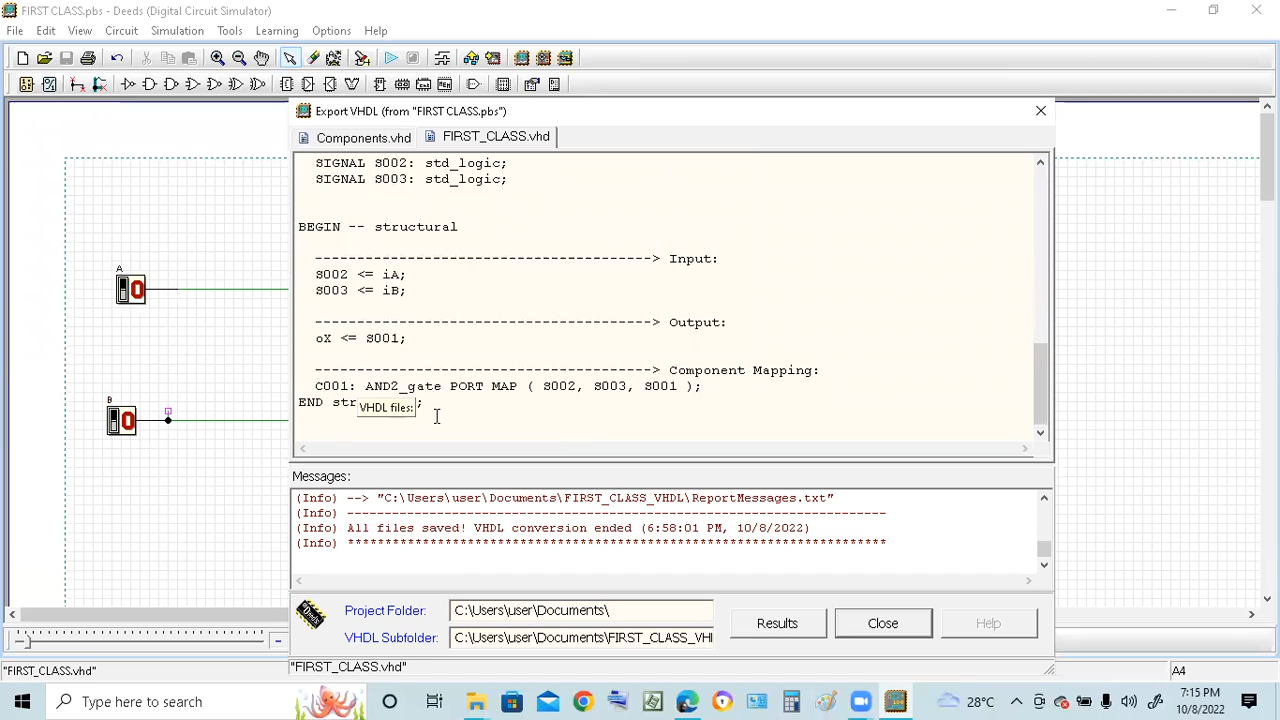 FIRST CLASS.pbs - Deeds (Digital Circuit Simulator)
File Edit View Circuit Simulation Tools Learning Options Help
Export VHDL (from "FIRST CLASS.pbs")
Components.vhd FIRST_CLASS.vhd
SIGNAL S002: std_logic;
SIGNAL S003: std_logic;
BEGIN -- structural
----------------------------------------> Input:
S002 <= iA;
S003 <= iB;
----------------------------------------> Output:
oX <= S001;
----------------------------------------> Component Mapping:
C001: AND2_gate PORT MAP ( S002, S003, S001 );
END str ;
VHDL files:
A
0
B
0
Messages:
(Info) --> "C:\Users\user\Documents\FIRST_CLASS_VHDL\ReportMessages.txt"
(Info) ------------------------------------------------------------------------
(Info) All files saved! VHDL conversion ended (6:58:01 PM, 10/8/2022)
(Info) ************************************************************************
Project Folder: C:\Users\user\Documents\
VHDL Subfolder: C:\Users\user\Documents\FIRST_CLASS_VHI
Results Close Help
"FIRST_CLASS.vhd"
"FIRST_CLASS.vhd" A4
Type here to search
28°C
7:15 PM
10/8/2022